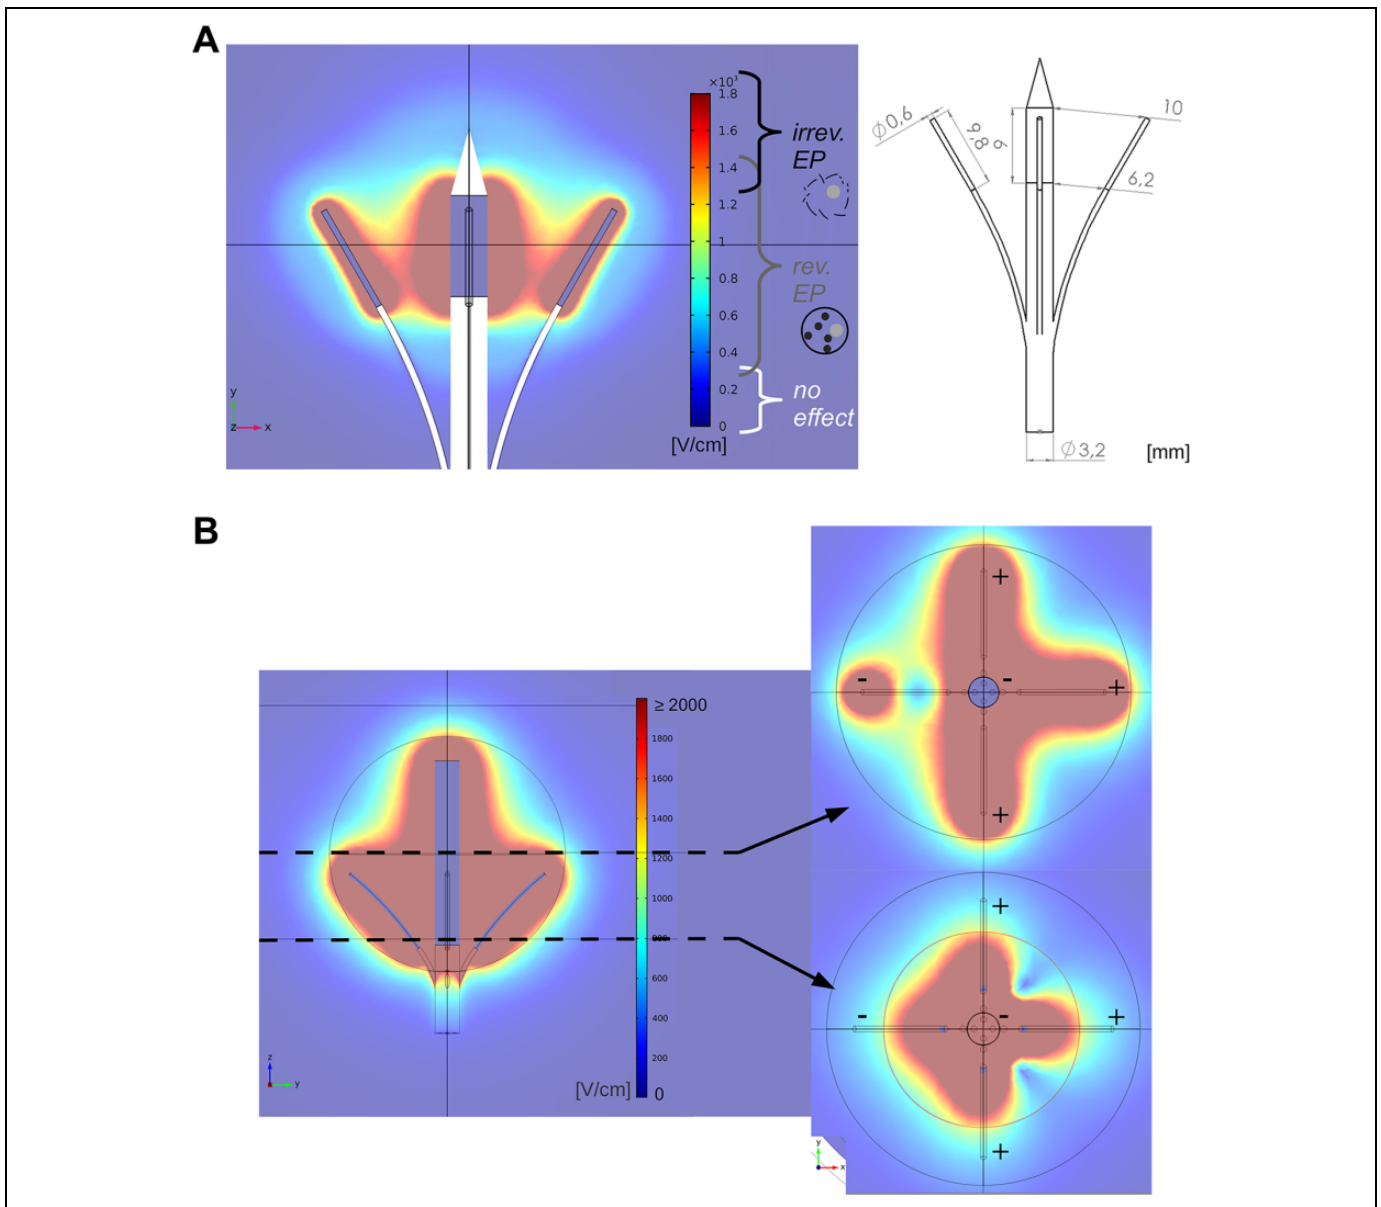 A
×10³
1.8
1.6
1.4
1.2
1
0.8
0.6
0.4
0.2
0
[V/cm]
irrev.
EP
rev.
EP
no
effect
y
z
x
Ø0,6
9,8
9
10
6,2
Ø3,2
[mm]
B
≥ 2000
1800
1600
1400
1200
1000
800
600
400
200
0
[V/cm]
z
y
+
-
-
+
+
+
-
-
+
+
y
x